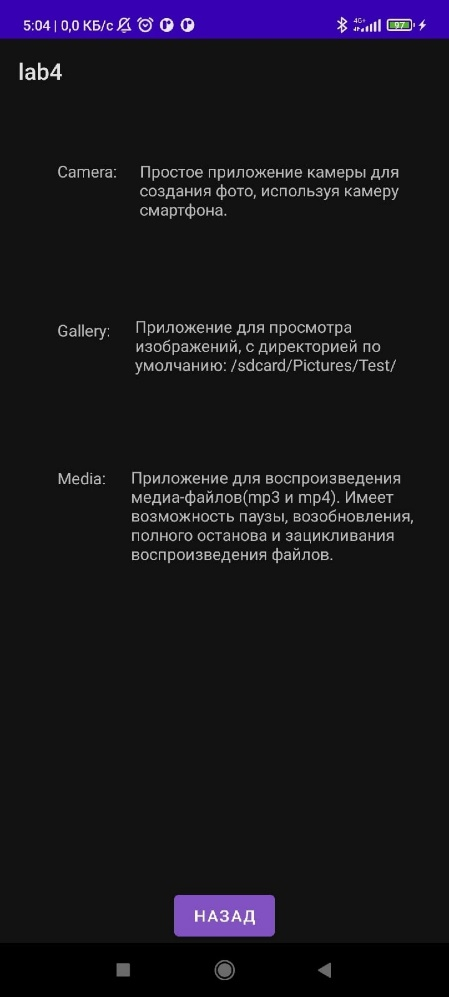 5:04 | 0,0 КБ/с
4G+
97
lab4
Camera:
Простое приложение камеры для
создания фото, используя камеру
смартфона.
Gallery:
Приложение для просмотра
изображений, с директорией по
умолчанию: /sdcard/Pictures/Test/
Media:
Приложение для воспроизведения
медиа-файлов(mp3 и mp4). Имеет
возможность паузы, возобновления,
полного останова и зацикливания
воспроизведения файлов.
НАЗАД